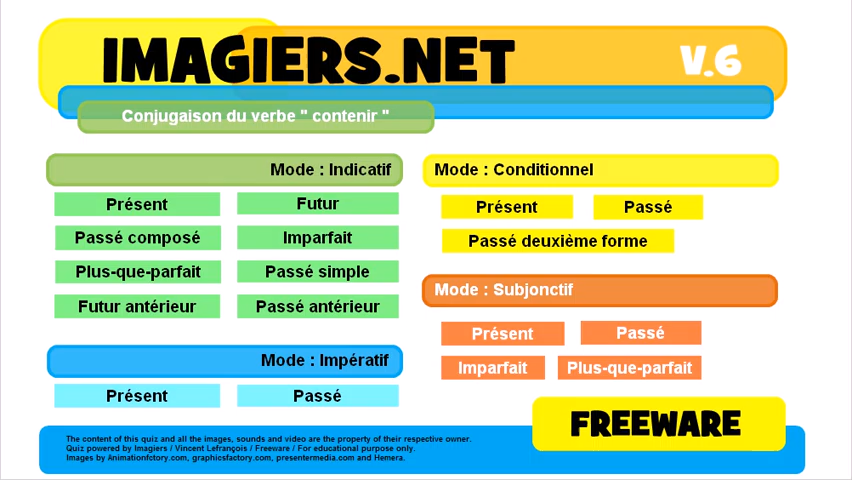 IMAGIERS.NET
V.6
Conjugaison du verbe " contenir "
Mode : Indicatif
Présent
Futur
Passé composé
Imparfait
Plus-que-parfait
Passé simple
Futur antérieur
Passé antérieur
Mode : Impératif
Présent
Passé
Mode : Conditionnel
Présent
Passé
Passé deuxième forme
Mode : Subjonctif
Présent
Passé
Imparfait
Plus-que-parfait
FREEWARE
The content of this quiz and all the images, sounds and video are the property of their respective owner.
Quiz powered by Imagiers / Vincent Lefrançois / Freeware / For educational purpose only.
Images by Animationfctory.com, graphicsfactory.com, presentermedia.com and Hemera.